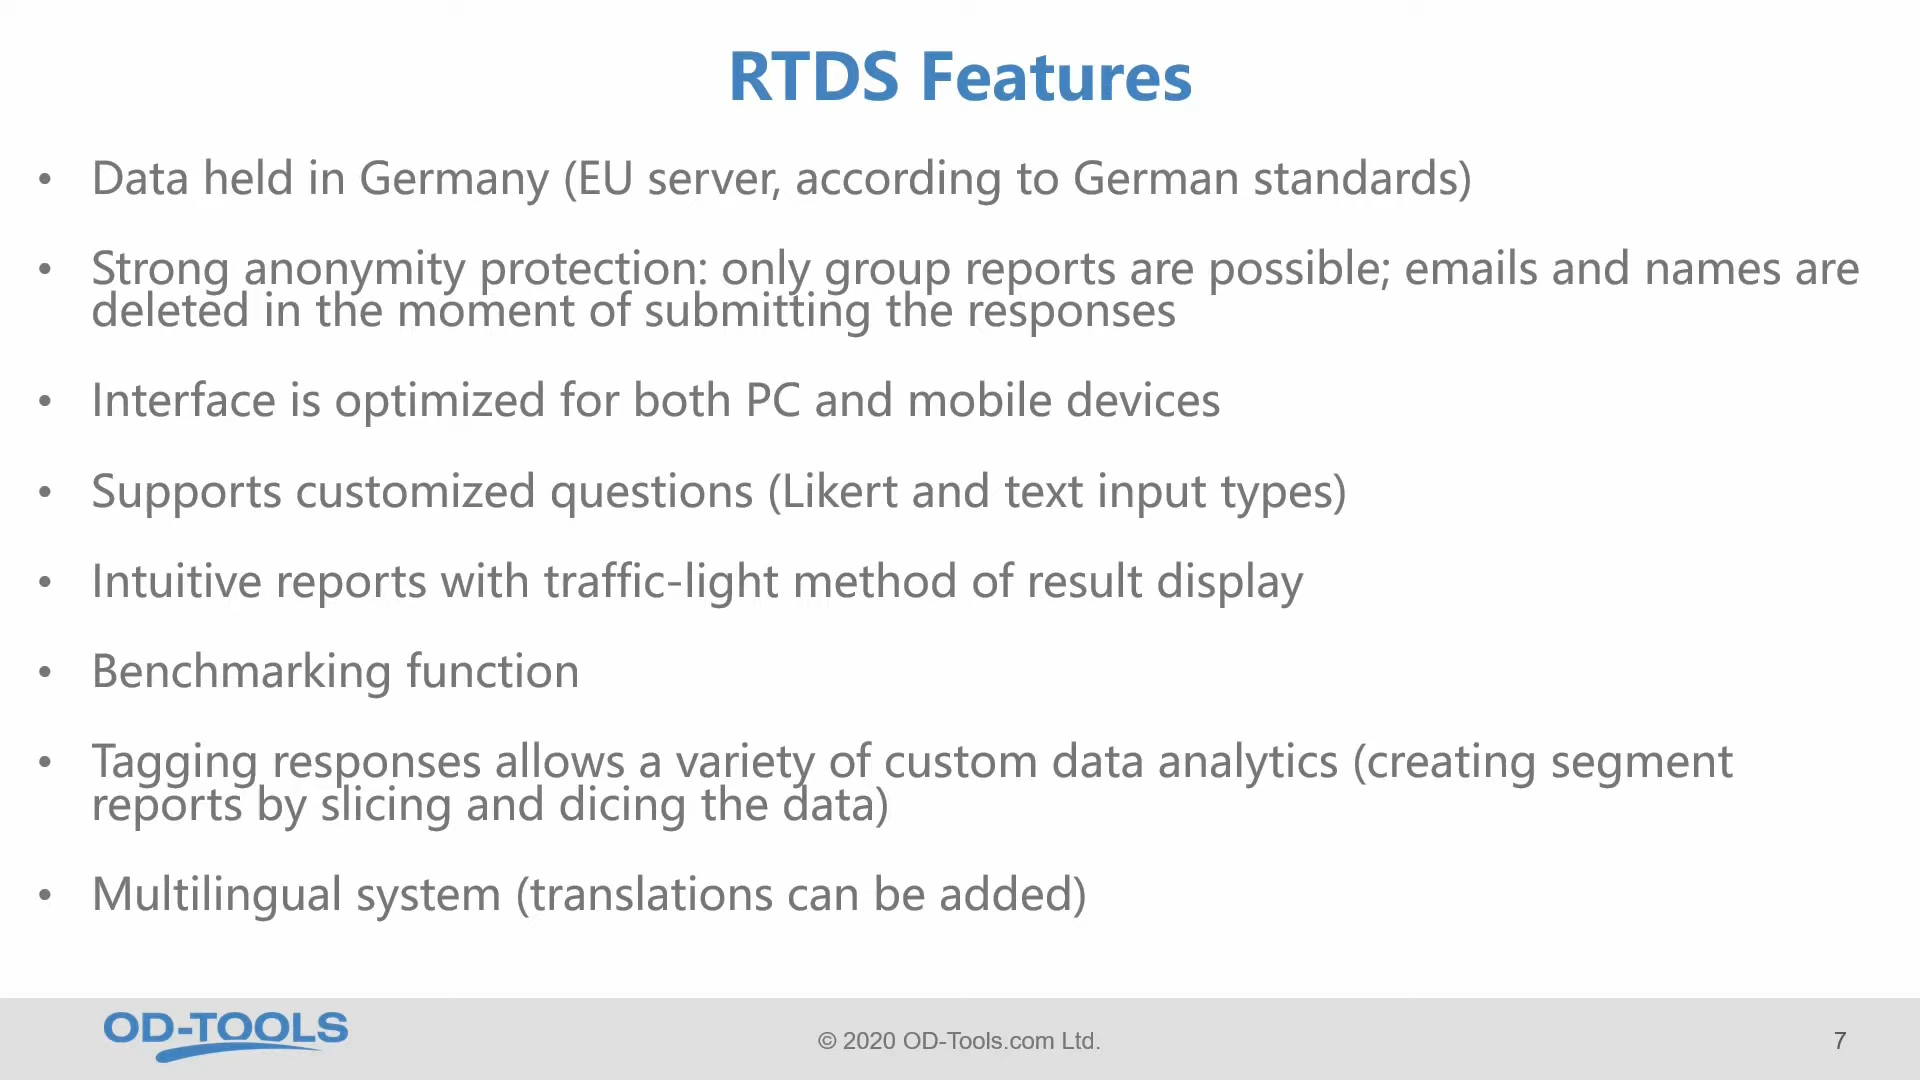 RTDS Features
• Data held in Germany (EU server, according to German standards)
• Strong anonymity protection: only group reports are possible; emails and names are
deleted in the moment of submitting the responses
• Interface is optimized for both PC and mobile devices
• Supports customized questions (Likert and text input types)
• Intuitive reports with traffic-light method of result display
• Benchmarking function
• Tagging responses allows a variety of custom data analytics (creating segment
reports by slicing and dicing the data)
• Multilingual system (translations can be added)
OD-TOOLS
© 2020 OD-Tools.com Ltd.
7